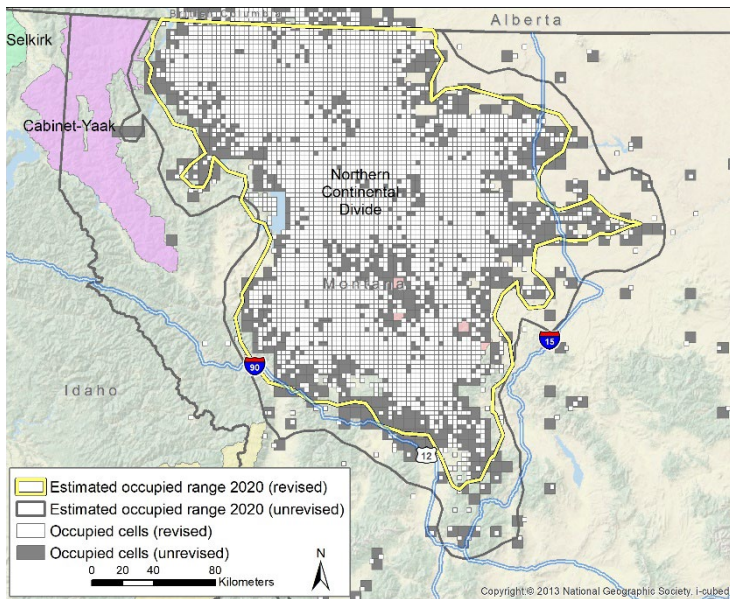 British Columbia
Alberta
Selkirk
Cabinet-Yaak
Northern
Continental
Divide
Montana
15
90
Idaho
12
Estimated occupied range 2020 (revised)
Estimated occupied range 2020 (unrevised)
Occupied cells (revised)
Occupied cells (unrevised)
N
0 20 40 80
Kilometers
Copyright:© 2013 National Geographic Society, i-cubed